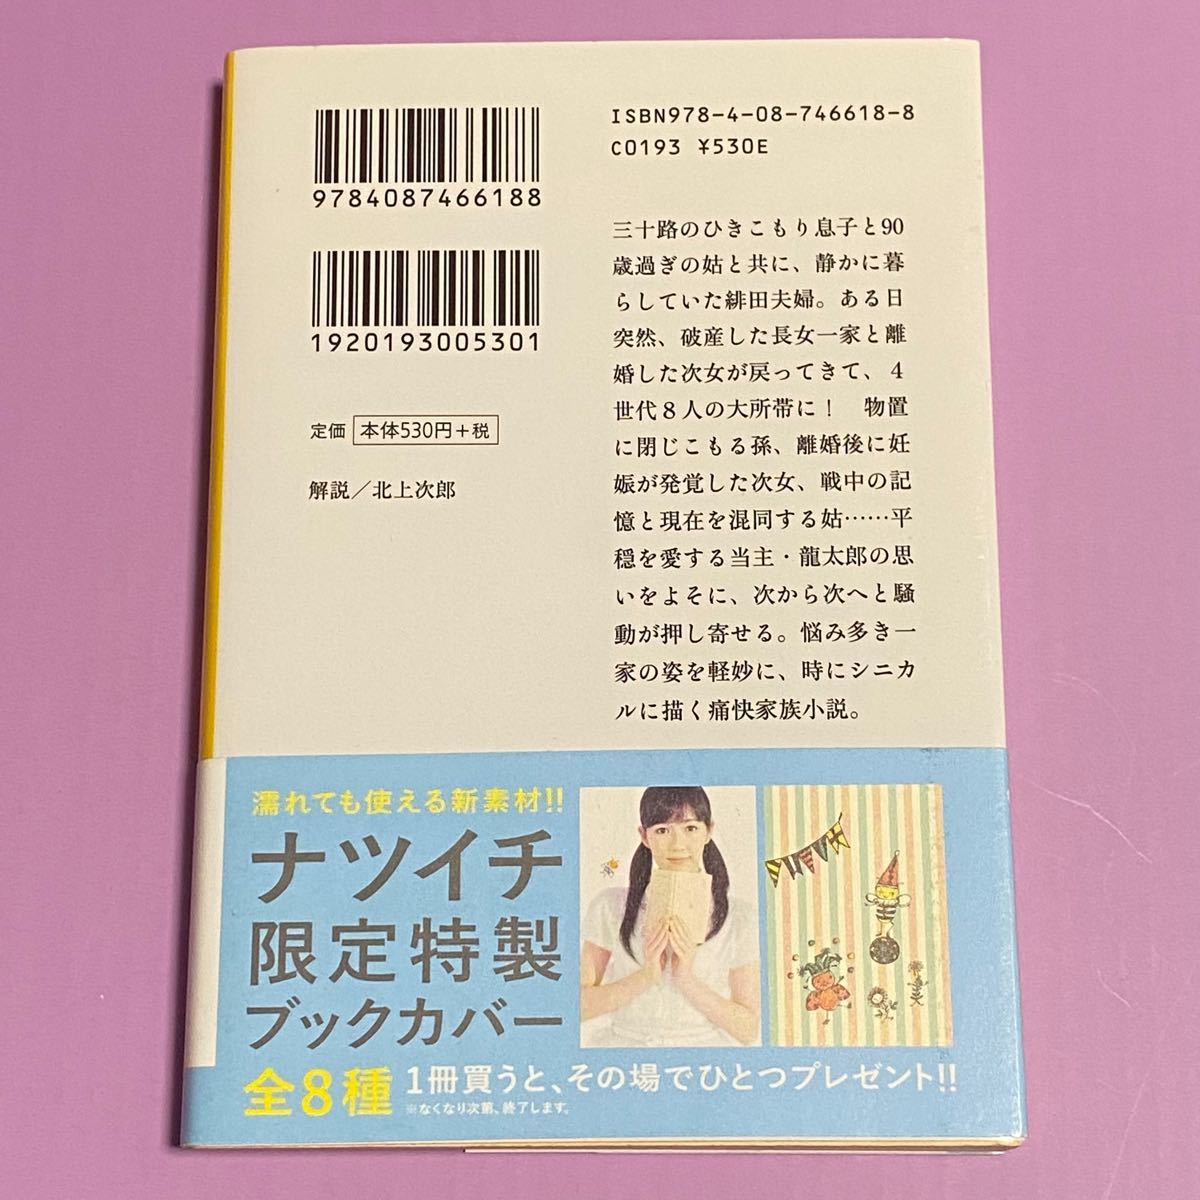 9784087466188
1920193005301
定価 本体530円+税
解説/北上次郎
ISBN978-4-08-746618-8
C0193 ¥530E
三十路のひきこもり息子と90
歳過ぎの姑と共に、静かに暮
らしていた緋田夫婦。ある日
突然、破産した長女一家と離
婚した次女が戻ってきて、4
世代8人の大所帯に! 物置
に閉じこもる孫、離婚後に妊
娠が発覚した次女、戦中の記
憶と現在を混同する姑……平
穏を愛する当主・龍太郎の思
いをよそに、次から次へと騒
動が押し寄せる。悩み多き一
家の姿を軽妙に、時にシニカ
ルに描く痛快家族小説。
濡れても使える新素材!!
ナツイチ
限定特製
ブックカバー
全8種 1冊買うと、その場でひとつプレゼント!!
※なくなり次第、終了します。